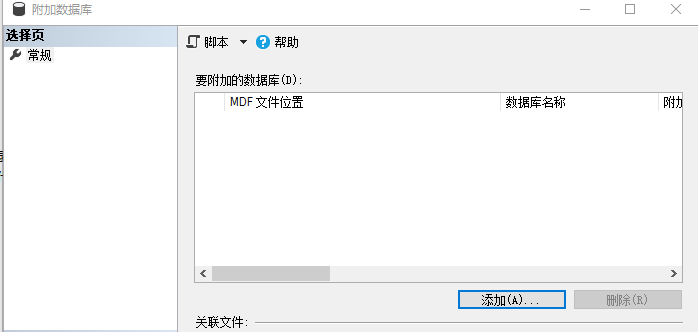 附加数据库
选择页
常规
脚本 帮助
要附加的数据库(D):
MDF 文件位置 数据库名称 附加
添加(A)... 删除(R)
关联文件: